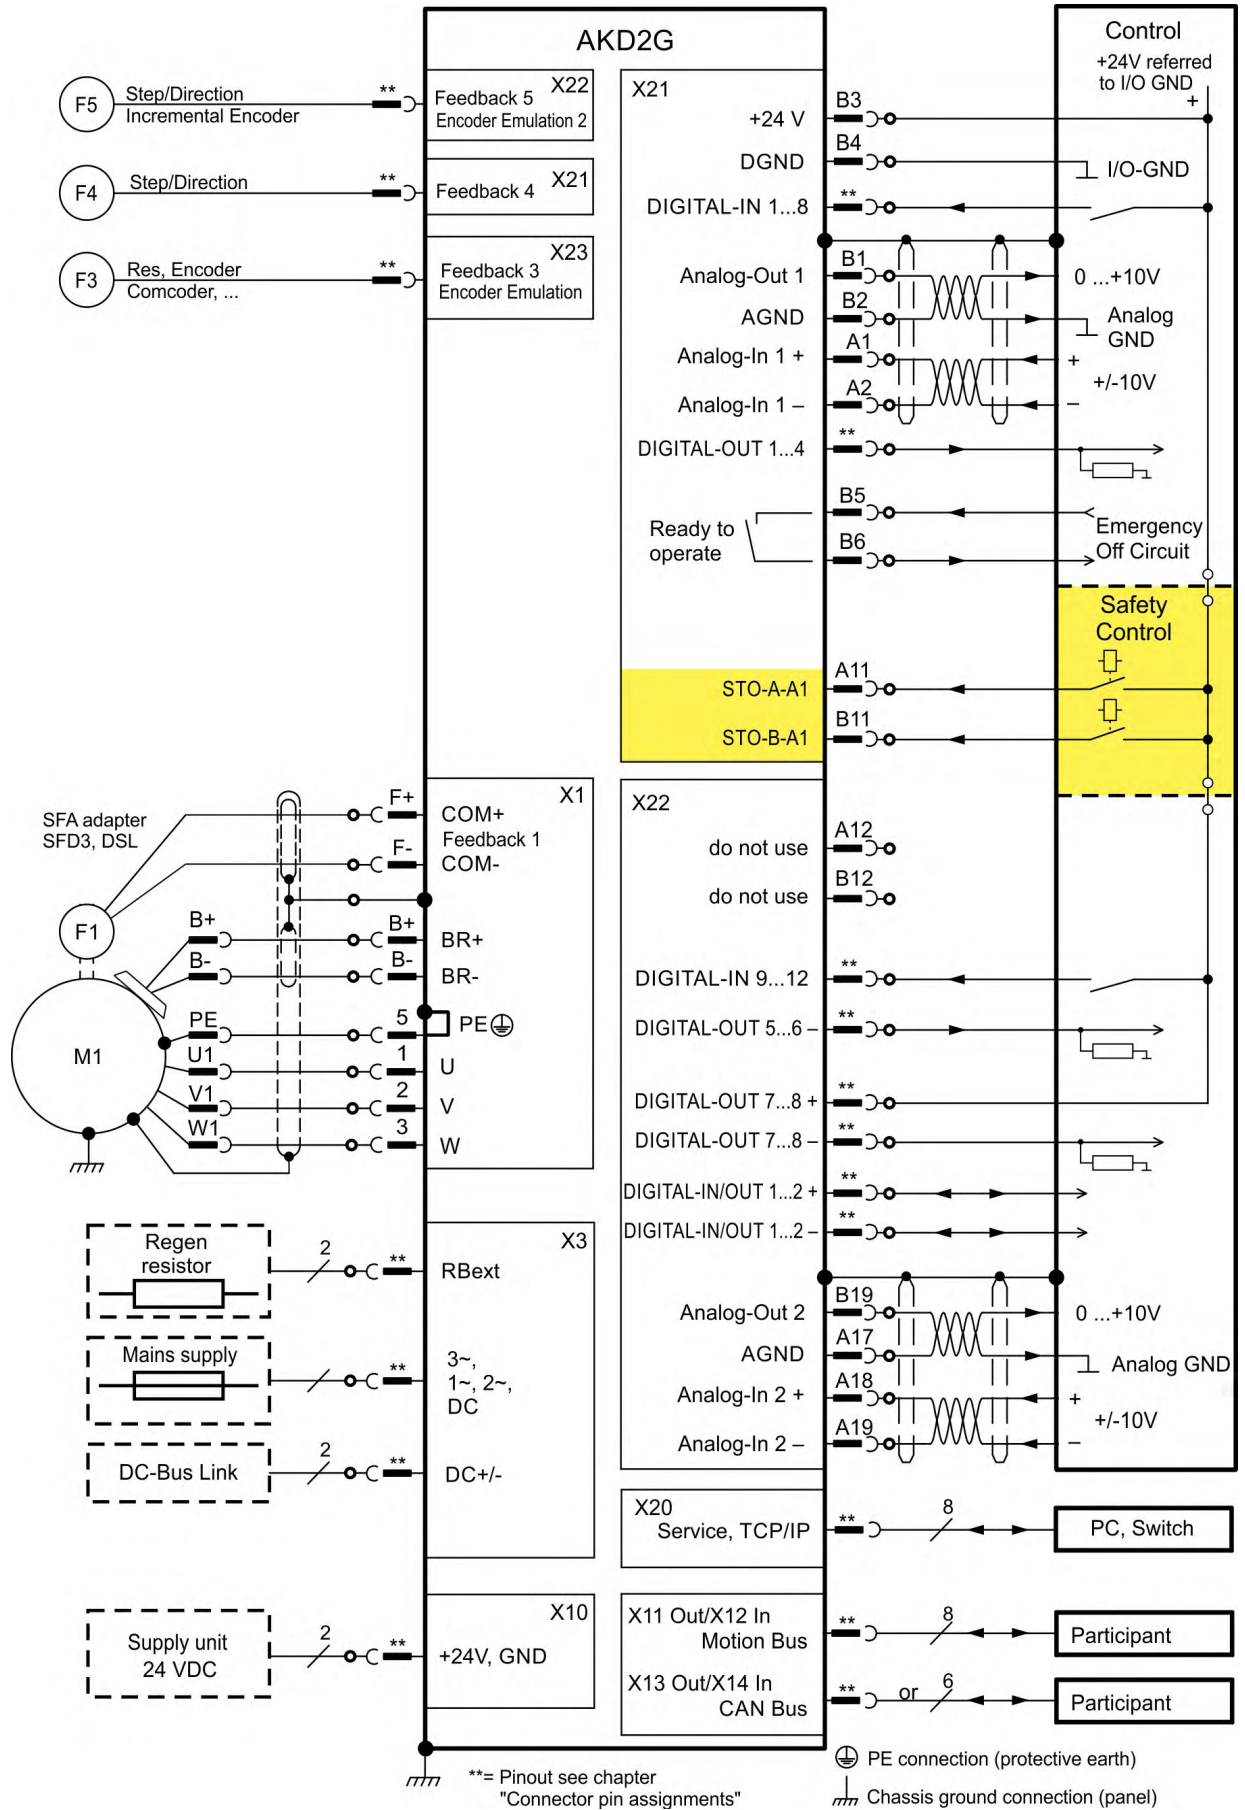 AKD2G
F5
Step/Direction
Incremental Encoder
**
X22
Feedback 5
Encoder Emulation 2
F4
Step/Direction
**
X21
Feedback 4
F3
Res, Encoder
Comcoder, ...
**
X23
Feedback 3
Encoder Emulation
SFA adapter
SFD3, DSL
F1
M1
X1
F+
COM+
Feedback 1
F-
COM-
B+
B+
BR+
B-
B-
BR-
PE
5
PE
U1
1
U
V1
2
V
W1
3
W
Regen
resistor
2
**
X3
RBext
Mains supply
**
3~,
1~, 2~,
DC
DC-Bus Link
2
**
DC+/-
Supply unit
24 VDC
2
**
X10
+24V, GND
X21
+24 V
B3
DGND
B4
DIGITAL-IN 1...8
**
Analog-Out 1
B1
AGND
B2
Analog-In 1 +
A1
Analog-In 1 –
A2
DIGITAL-OUT 1...4
**
Ready to
operate
B5
B6
STO-A-A1
A11
STO-B-A1
B11
Control
+24V referred
to I/O GND
+
I/O-GND
0 ...+10V
Analog
GND
+
+/-10V
–
Emergency
Off Circuit
Safety
Control
X22
do not use
A12
do not use
B12
DIGITAL-IN 9...12
**
DIGITAL-OUT 5...6 –
**
DIGITAL-OUT 7...8 +
**
DIGITAL-OUT 7...8 –
**
DIGITAL-IN/OUT 1...2 +
**
DIGITAL-IN/OUT 1...2 –
**
Analog-Out 2
B19
0 ...+10V
AGND
A17
Analog GND
Analog-In 2 +
A18
+
+/-10V
Analog-In 2 –
A19
–
X20
Service, TCP/IP
**
8
PC, Switch
X11 Out/X12 In
Motion Bus
**
8
Participant
X13 Out/X14 In
CAN Bus
**
or
6
Participant
**= Pinout see chapter
"Connector pin assignments"
PE connection (protective earth)
Chassis ground connection (panel)